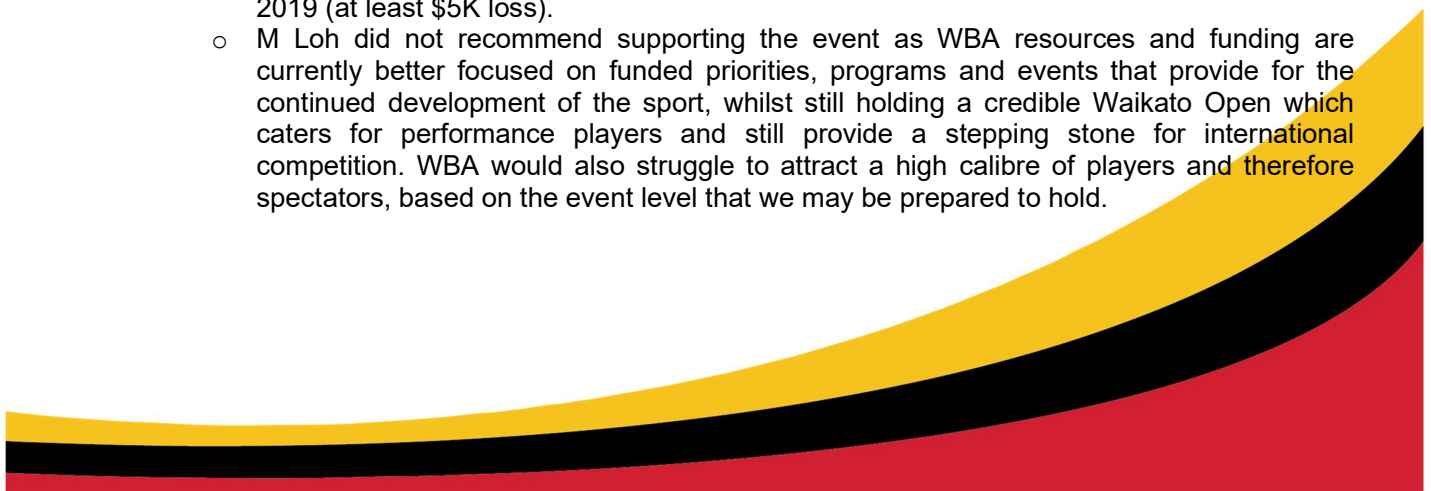 2019 (at least $5K loss).
o M Loh did not recommend supporting the event as WBA resources and funding are
currently better focused on funded priorities, programs and events that provide for the
continued development of the sport, whilst still holding a credible Waikato Open which
caters for performance players and still provide a stepping stone for international
competition. WBA would also struggle to attract a high calibre of players and therefore
spectators, based on the event level that we may be prepared to hold.